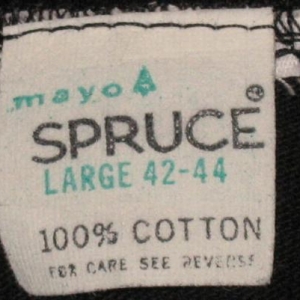 mayo
SPRUCE®
LARGE 42-44
100% COTTON
FOR CARE SEE REVERSE